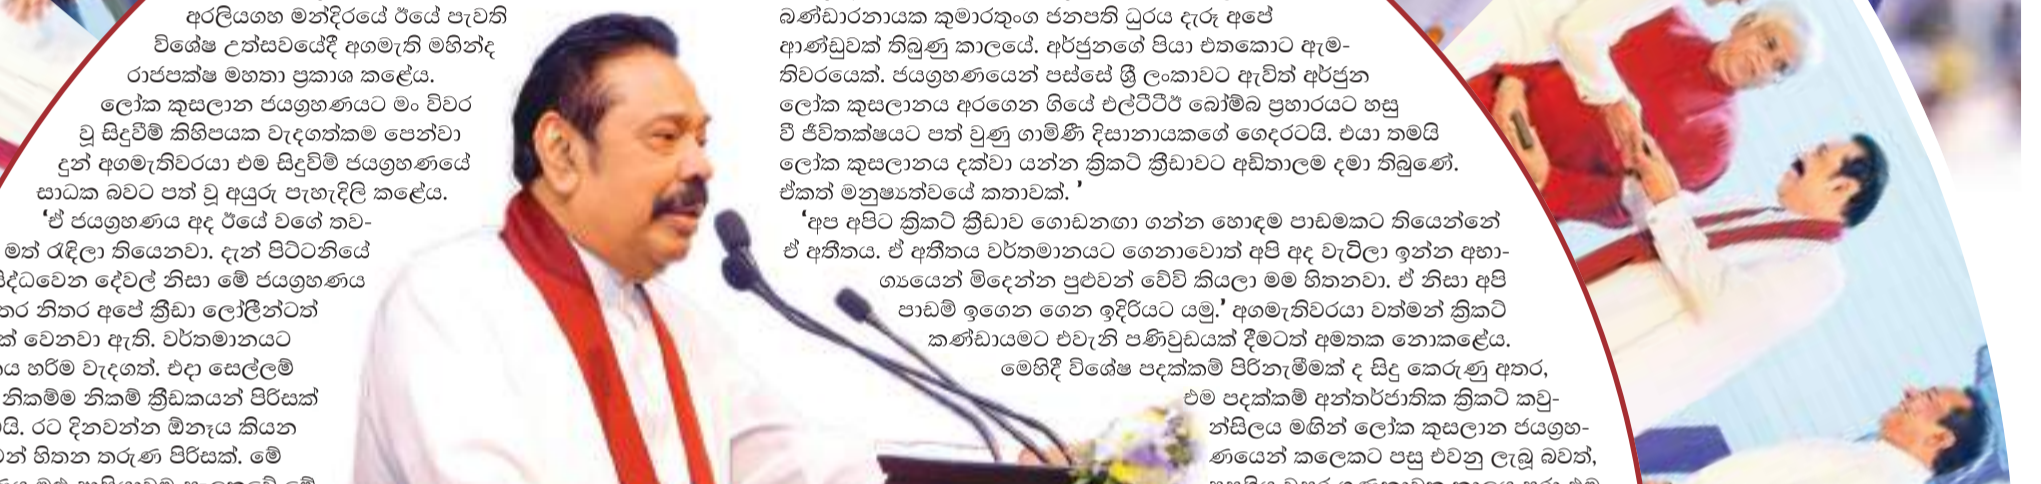 අරලියගහ මන්දිරයේ ඊයේ පැවති
විශේෂ උත්සවයේදී අගමැති මහින්ද
රාජපක්ෂ මහතා ප්‍රකාශ කළේය.
ලෝක කුසලාන ජයග්‍රහණයට මං විවර
වූ සිදුවීම් කිහිපයක වැදගත්කම පෙන්වා
දුන් අගමැතිවරයා එම සිදුවිම් ජයග්‍රහණයේ
සාධක බවට පත් වූ අයුරු පැහැදිලි කළේය.
‘ඒ ජයග්‍රහණය අද ඊයේ වගේ තව-
මත් රැඳිලා තියෙනවා. දැන් පිට්ටනියේ
දේවල් නිසා මේ ජයග්‍රහණය
නිතර අපේ ක්‍රීඩා ලෝලීන්ටත්
වෙනවා ඇති. වර්තමානයට
හරිම වැදගත්. එදා සෙල්ලම්
නිකම්ම නිකම් ක්‍රීඩකයන් පිරිසක්
රට දිනවන්න ඕනෑය කියන
හිතන තරුණ පිරිසක්. මේ
බණ්ඩාරනායක කුමාරතුංග ජනපති ධුරය දැරූ අපේ
ආණ්ඩුවක් තිබුණු කාලයේ. අර්ජුනගේ පියා එතකොට ඇම-
තිවරයෙක්. ජයග්‍රහණයෙන් පස්සේ ශ්‍රී ලංකාවට ඇවිත් අර්ජුන
ලෝක කුසලානය අරගෙන ගියේ එල්ටීටීඊ බෝම්බ ප්‍රහාරයට හසු
වී ජීවිතක්ෂයට පත් වුණු ගාමිණී දිසානායකගේ ගෙදරටයි. එයා තමයි
ලෝක කුසලානය දක්වා යන්න ක්‍රිකට් ක්‍රීඩාවට අඩිතාලම දමා තිබුණේ.
ඒකත් මනුෂ්‍යත්වයේ කතාවක්. ’
‘අප අපිට ක්‍රිකට් ක්‍රීඩාව ගොඩනඟා ගන්න හොඳම පාඩමකට තියෙන්නේ
ඒ අතීතය. ඒ අතීතය වර්තමානයට ගෙනාවොත් අපි අද වැටිලා ඉන්න අභා-
ග්‍යයෙන් මිදෙන්න පුළුවන් වේවි කියලා මම හිතනවා. ඒ නිසා අපි
පාඩම් ඉගෙන ගෙන ඉදිරියට යමු.’ අගමැතිවරයා වත්මන් ක්‍රිකට්
කණ්ඩායමට එවැනි පණිවුඩයක් දීමටත් අමතක නොකළේය.
මෙහිදී විශේෂ පදක්කම් පිරිනැමීමක් ද සිදු කෙරුණු අතර,
එම පදක්කම් අන්තර්ජාතික ක්‍රිකට් කවු-
න්සිලය මඟින් ලෝක කුසලාන ජයග්‍රහ-
ණයෙන් කලෙකට පසු එවනු ලැබූ බවත්,